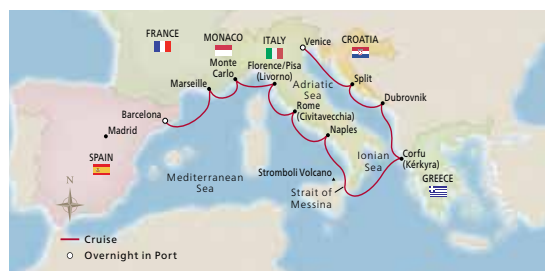 FRANCE
MONACO
ITALY
CROATIA
Venice
Monte
Carlo
Florence/Pisa
(Livorno)
Marseille
Adriatic
Sea
Split
Dubrovnik
Barcelona
Rome
(Civitavecchia)
Madrid
Naples
SPAIN
Ionian
Sea
Corfu
(Kérkyra)
GREECE
Mediterranean
Sea
Stromboli Volcano
Strait of
Messina
N
Cruise
Overnight in Port